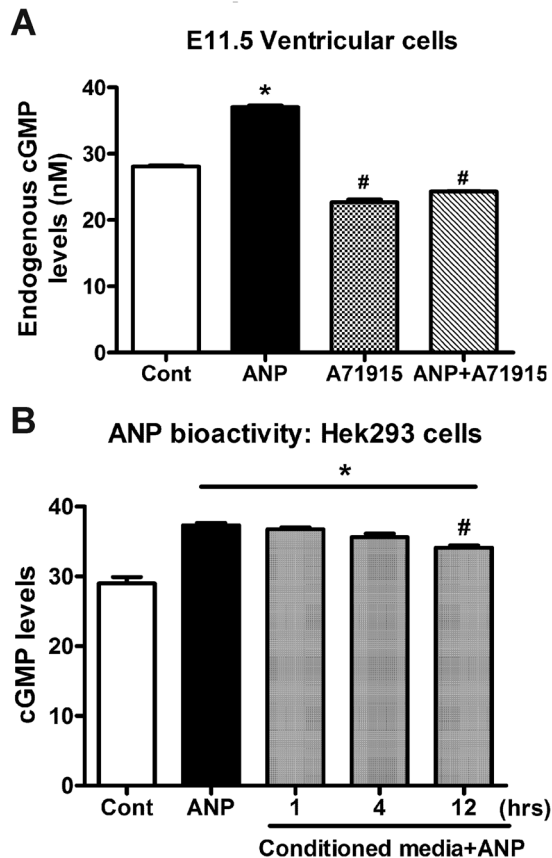 A
E11.5 Ventricular cells
Endogenous cGMP
levels (nM)
40
30
20
10
0
*
#
#
Cont
ANP
A71915
ANP+A71915
B
ANP bioactivity: Hek293 cells
cGMP levels
40
30
20
10
0
*
#
Cont
ANP
1
4
12
(hrs)
Conditioned media+ANP